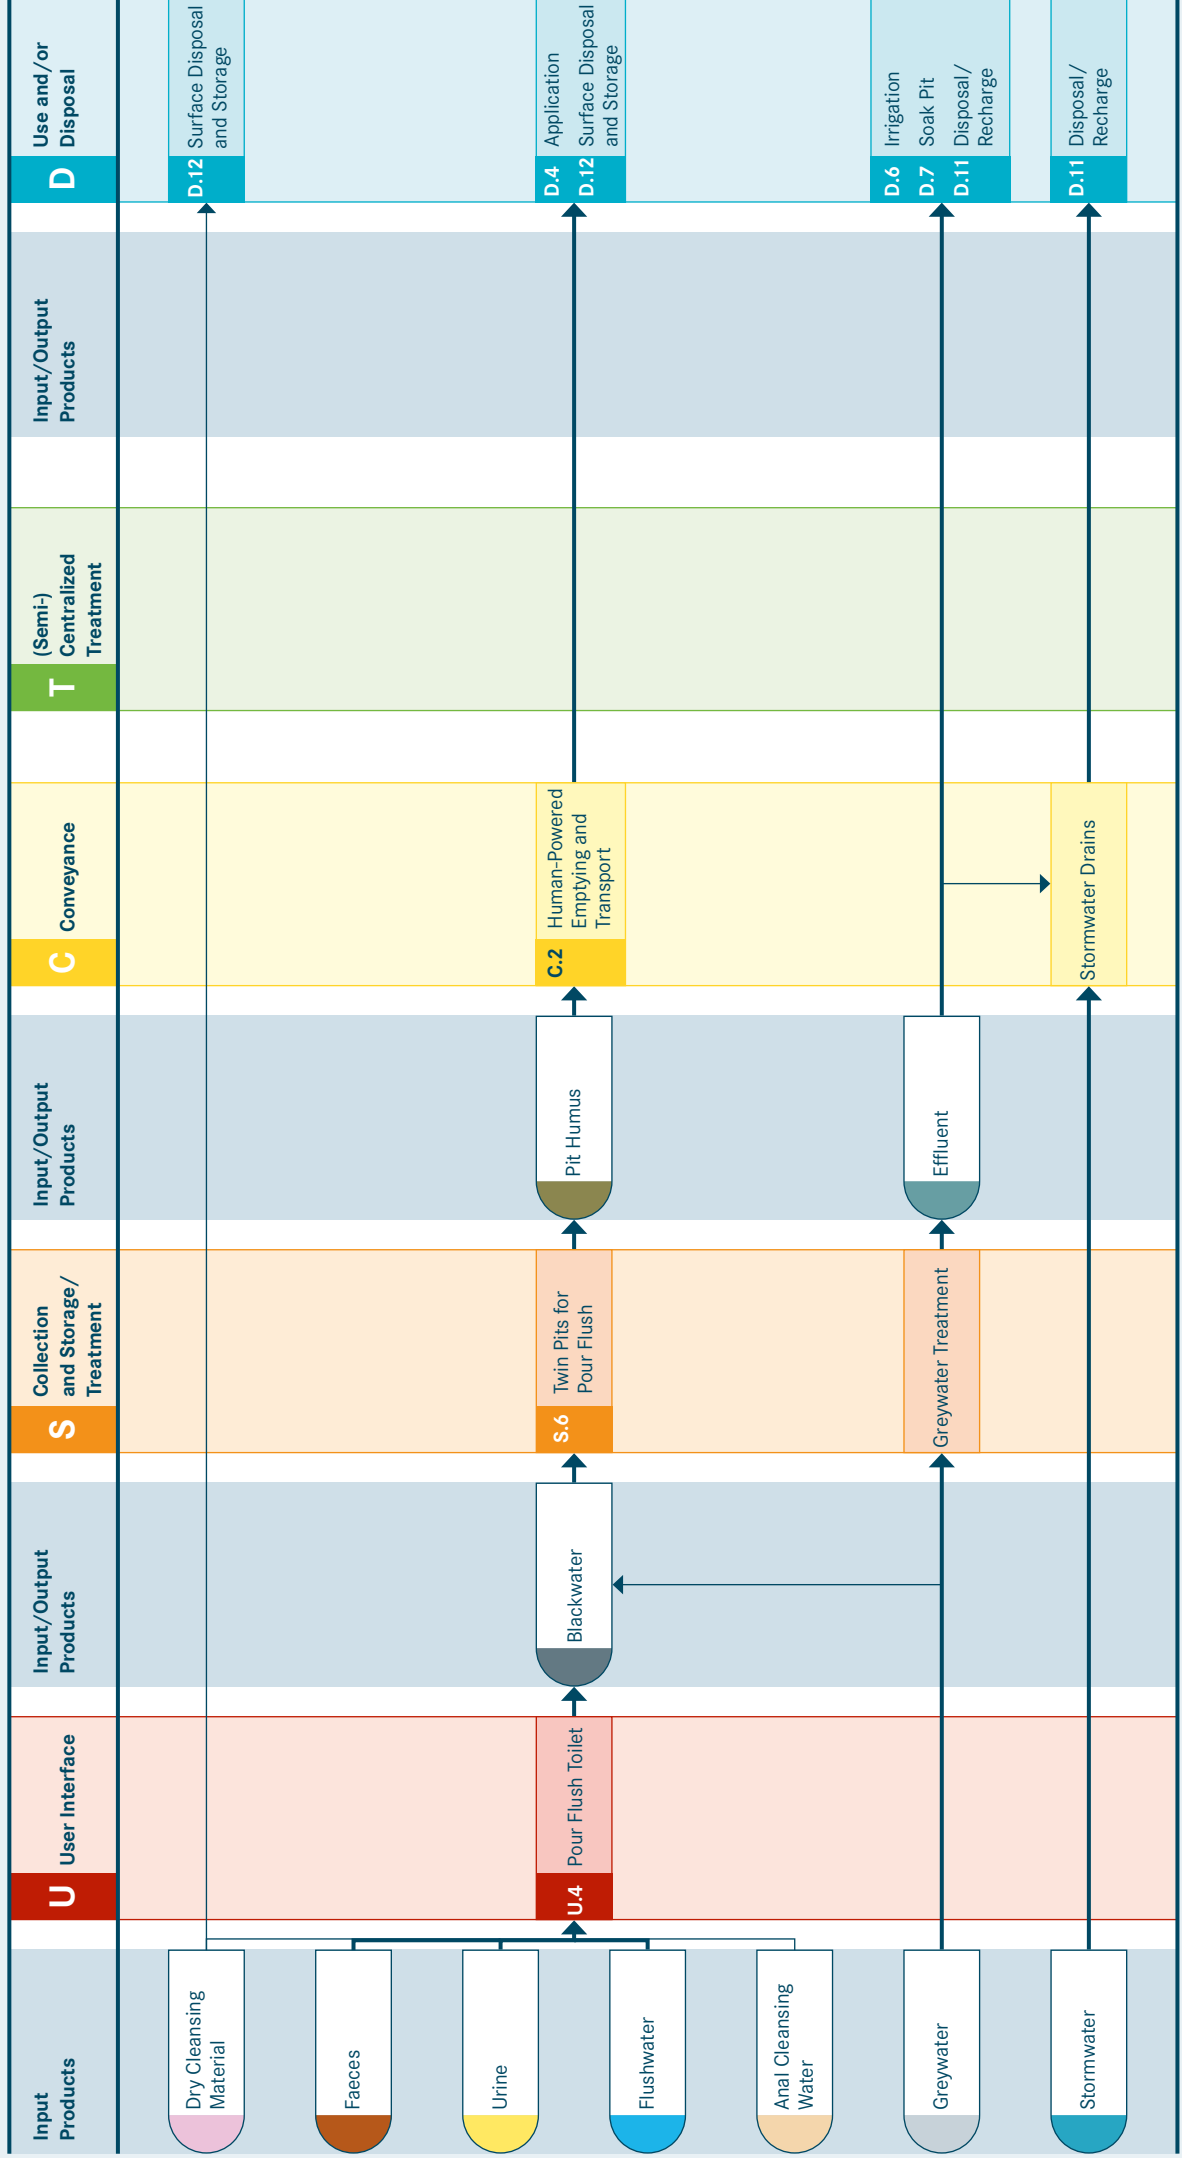 Input
Products
U
User Interface
Input/Output
Products
S
Collection
and Storage/
Treatment
Input/Output
Products
C
Conveyance
T
(Semi-)
Centralized
Treatment
Input/Output
Products
D
Use and/or
Disposal
Dry Cleansing
Material
D.12
Surface Disposal
and Storage
Faeces
Urine
U.4
Pour Flush Toilet
Blackwater
S.6
Twin Pits for
Pour Flush
Pit Humus
C.2
Human-Powered
Emptying and
Transport
D.4
Application
D.12
Surface Disposal
and Storage
Flushwater
Anal Cleansing
Water
Greywater
Greywater Treatment
Effluent
D.6
Irrigation
D.7
Soak Pit
D.11
Disposal/
Recharge
Stormwater
Stormwater Drains
D.11
Disposal/
Recharge